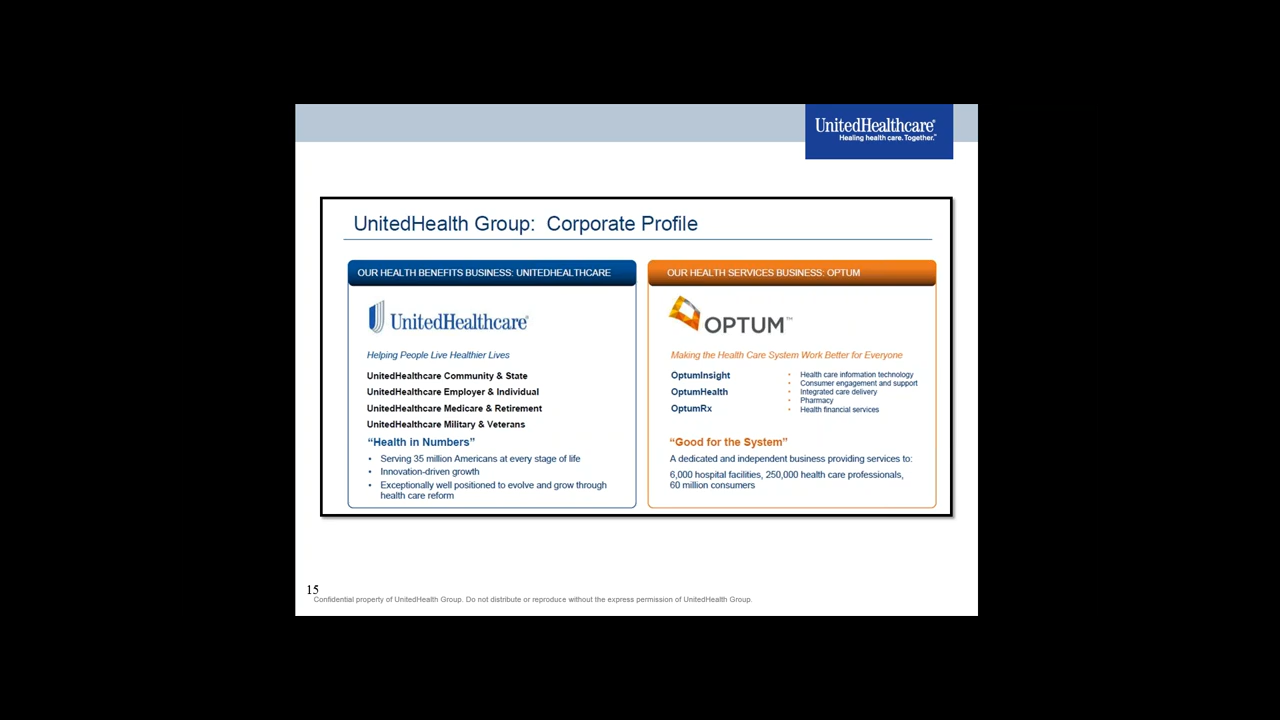 UnitedHealthcare®
Healing health care. Together.™
UnitedHealth Group:  Corporate Profile
OUR HEALTH BENEFITS BUSINESS: UNITEDHEALTHCARE
UnitedHealthcare®
Helping People Live Healthier Lives
UnitedHealthcare Community & State
UnitedHealthcare Employer & Individual
UnitedHealthcare Medicare & Retirement
UnitedHealthcare Military & Veterans
“Health in Numbers”
• Serving 35 million Americans at every stage of life
• Innovation-driven growth
• Exceptionally well positioned to evolve and grow through
health care reform
OUR HEALTH SERVICES BUSINESS: OPTUM
OPTUM™
Making the Health Care System Work Better for Everyone
OptumInsight
OptumHealth
OptumRx
• Health care information technology
• Consumer engagement and support
• Integrated care delivery
• Pharmacy
• Health financial services
“Good for the System”
A dedicated and independent business providing services to:
6,000 hospital facilities, 250,000 health care professionals,
60 million consumers
15
Confidential property of UnitedHealth Group. Do not distribute or reproduce without the express permission of UnitedHealth Group.